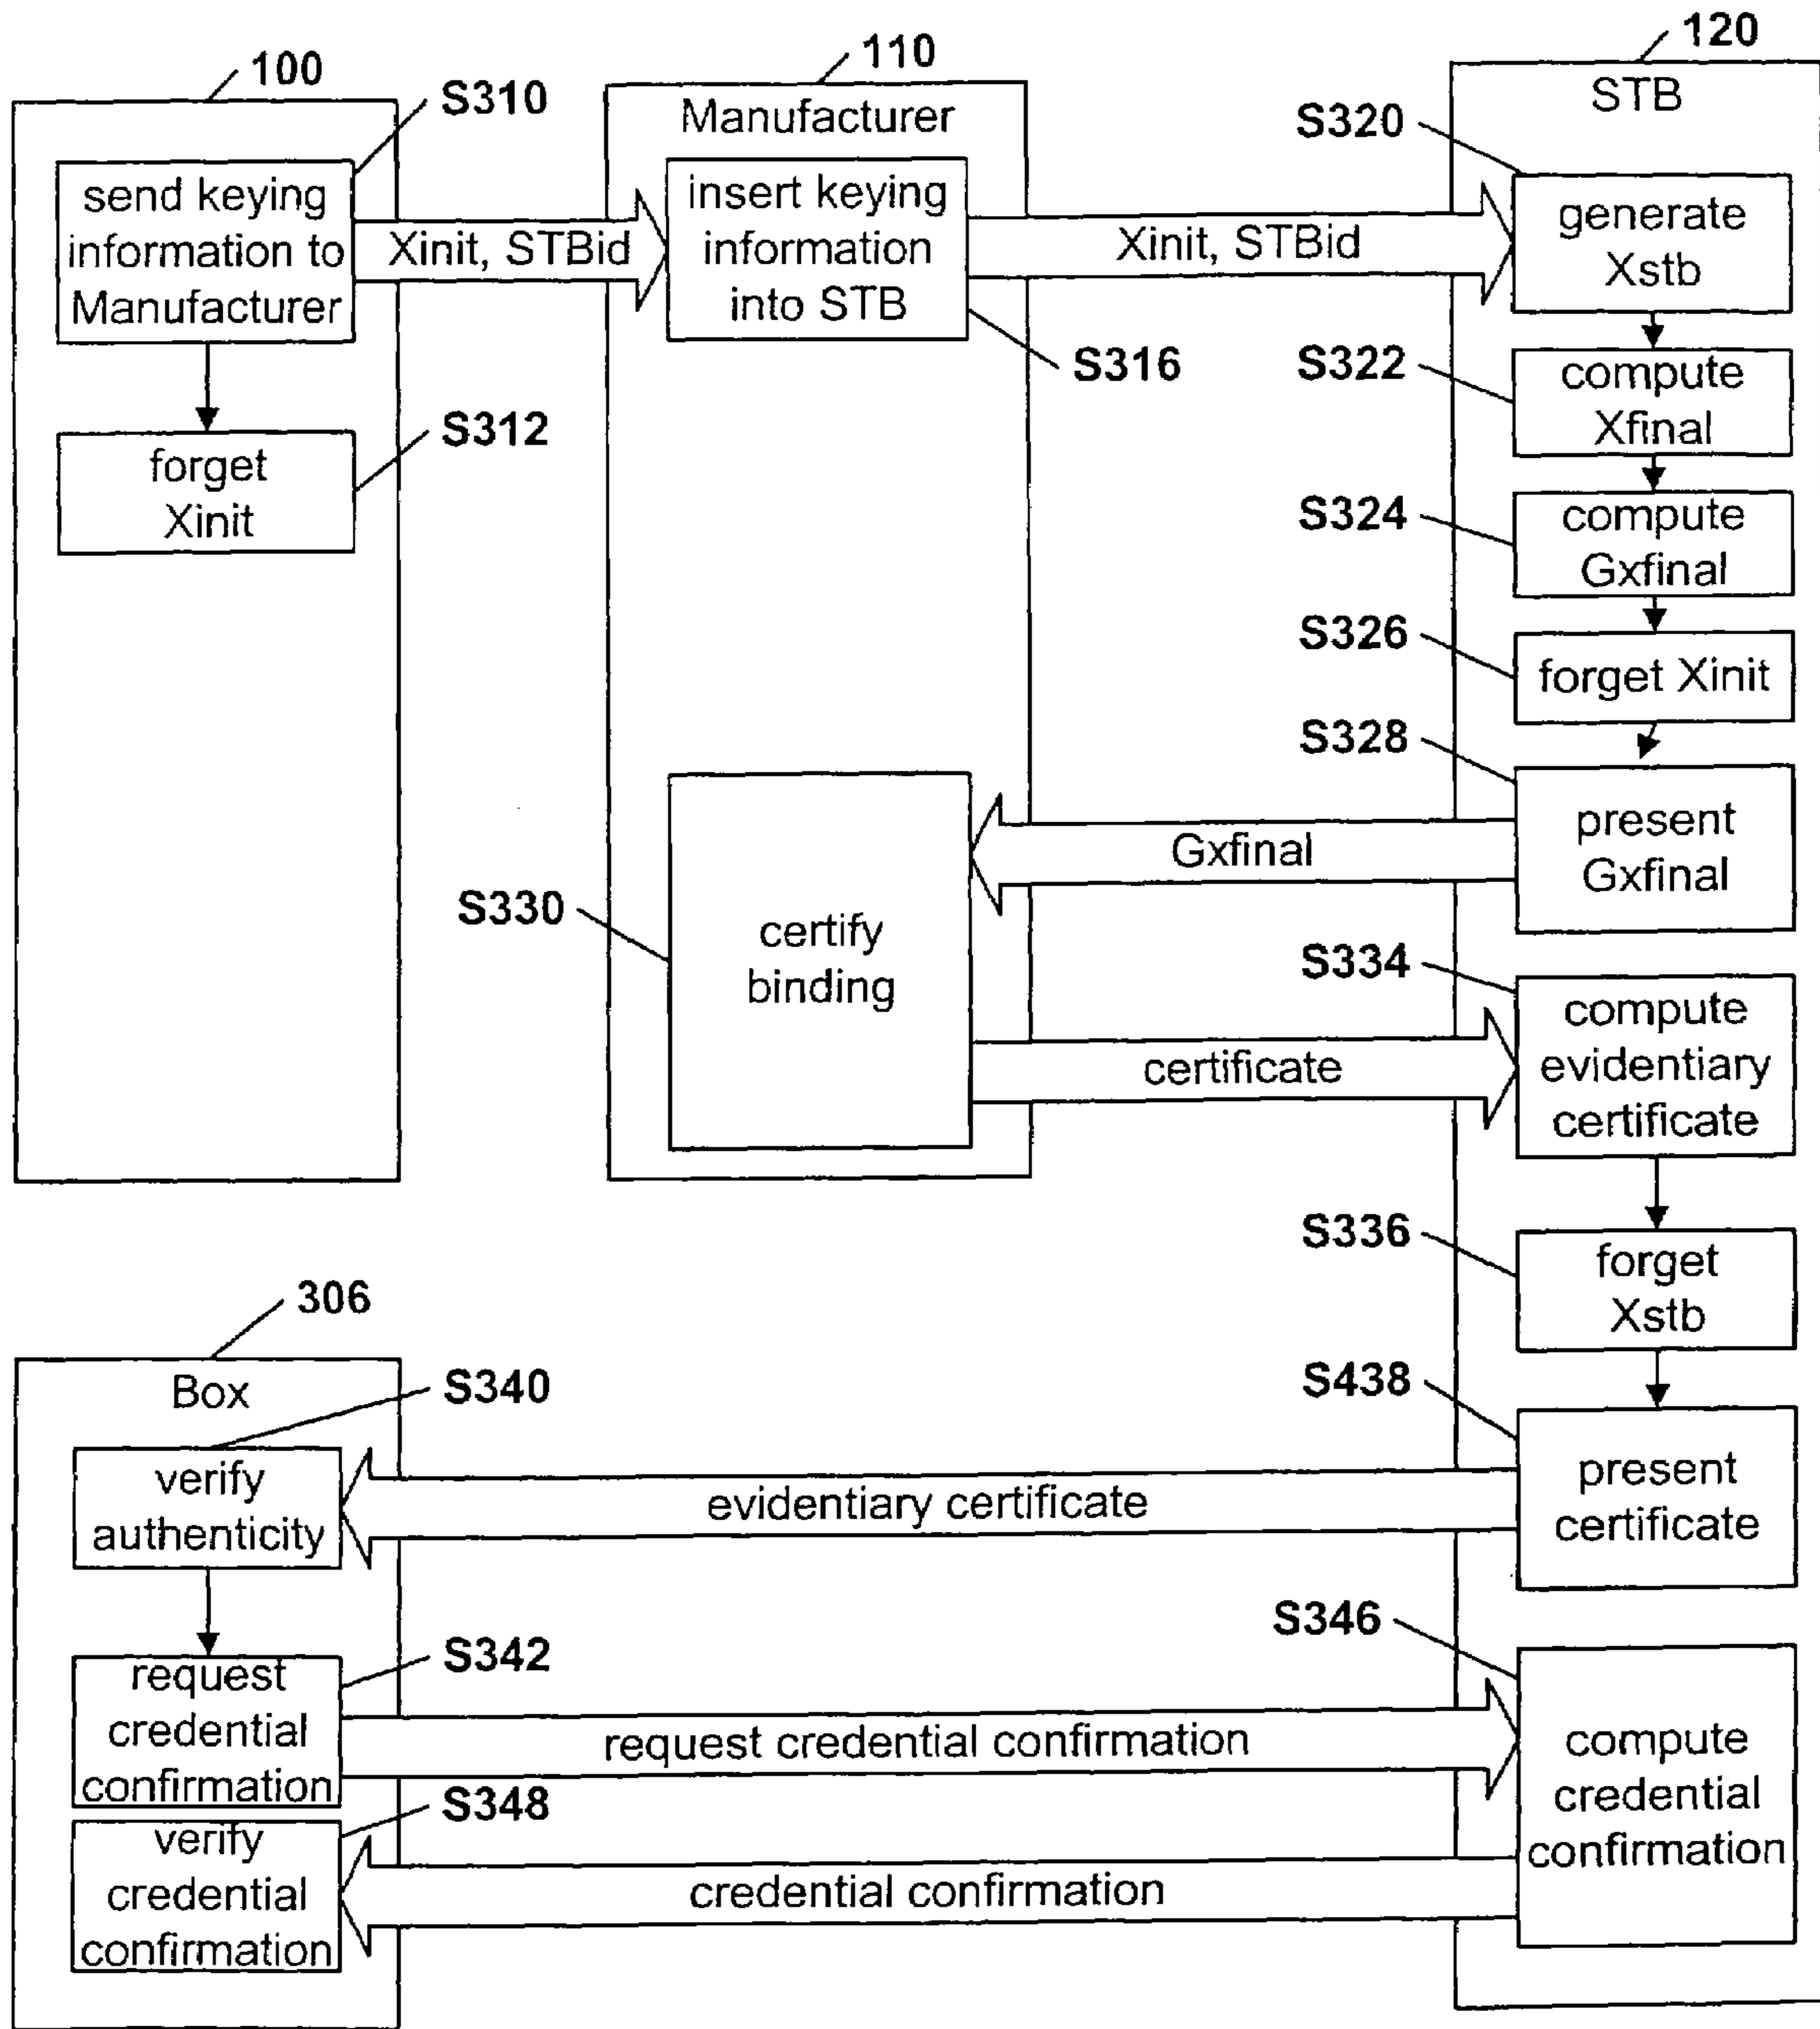 100
S310
send keying
information to
Manufacturer
Xinit, STBid
S312
forget
Xinit
110
Manufacturer
insert keying
information
into STB
S316
Xinit, STBid
120
STB
S320
generate
Xstb
S322
compute
Xfinal
S324
compute
Gxfinal
S326
forget Xinit
S328
present
Gxfinal
Gxfinal
S330
certify
binding
certificate
S334
compute
evidentiary
certificate
S336
forget
Xstb
S438
present
certificate
evidentiary certificate
306
Box
S340
verify
authenticity
S342
request
credential
confirmation
request credential confirmation
S346
compute
credential
confirmation
credential confirmation
S348
verify
credential
confirmation